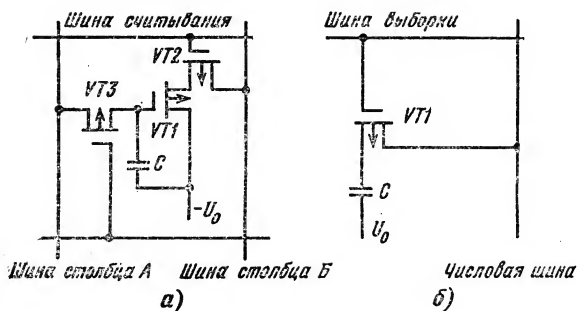 Шина считывания
Шина выборки
VT2
VT3
VT1
VT1
C
C
-U₀
U₀
Шина столбца А
Шина столбца Б
Числовая шина
а)
б)